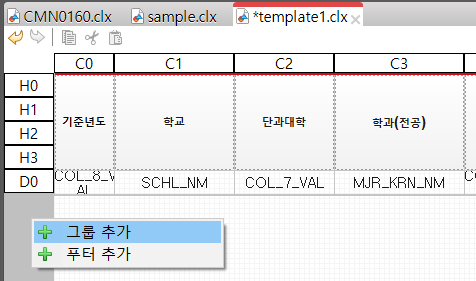 CMN0160.clx sample.clx *template1.clx
C0 C1 C2 C3
H0
H1
H2
H3
기준년도 학교 단과대학 학과(전공)
D0 COL_8_V
AL SCHL_NM COL_7_VAL MJR_KRN_NM
그룹 추가
푸터 추가